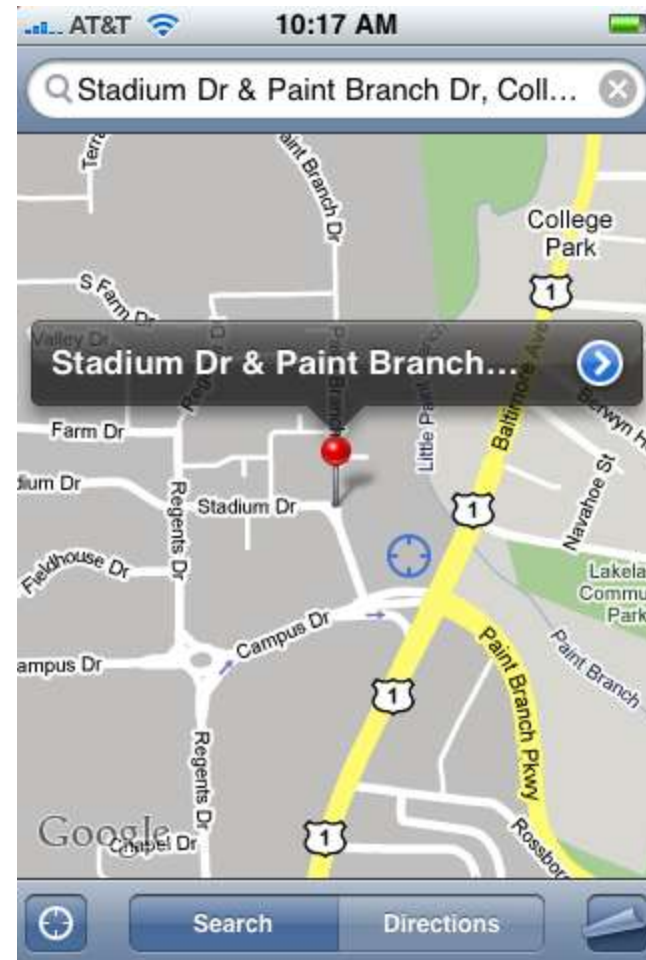 AT&T 10:17 AM
Stadium Dr & Paint Branch Dr, Coll...
Terra
Paint Branch Dr
College
Park
1
S Farm Dr
Valley Dr
Stadium Dr & Paint Branch...
Paint Branch
Little Paint Branch
Baltimore Ave
Berwyn H
Farm Dr
dium Dr
Regents Dr
Stadium Dr
1
Navahoe St
Fieldhouse Dr
Lakela
Commu
Park
Campus Dr
ampus Dr
Paint Branch
Paint Branch Pkwy
1
Regents Dr
Google
Chapel Dr
1
Rossbor
Search Directions